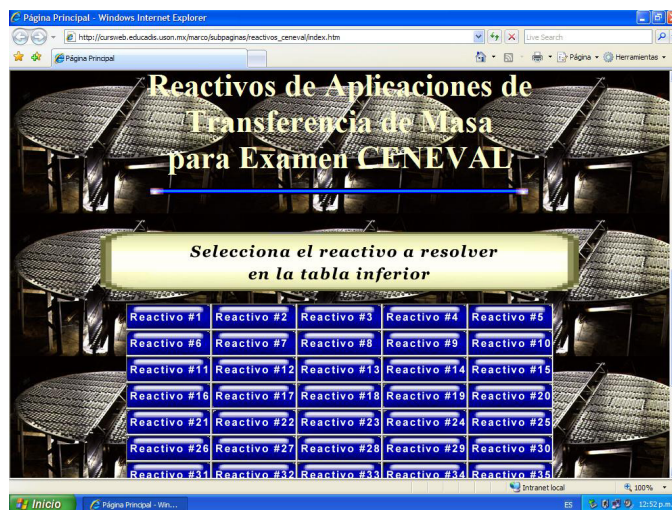 Página Principal - Windows Internet Explorer
http://cursweb.educadis.uson.mx/marco/subpaginas/reactivos_ceneval/index.htm
Live Search
Página Principal
Página
Herramientas
Reactivos de Aplicaciones de
Transferencia de Masa
para Examen CENEVAL
Selecciona el reactivo a resolver
en la tabla inferior
Reactivo #1 Reactivo #2 Reactivo #3 Reactivo #4 Reactivo #5
Reactivo #6 Reactivo #7 Reactivo #8 Reactivo #9 Reactivo #10
Reactivo #11 Reactivo #12 Reactivo #13 Reactivo #14 Reactivo #15
Reactivo #16 Reactivo #17 Reactivo #18 Reactivo #19 Reactivo #20
Reactivo #21 Reactivo #22 Reactivo #23 Reactivo #24 Reactivo #25
Reactivo #26 Reactivo #27 Reactivo #28 Reactivo #29 Reactivo #30
Reactivo #31 Reactivo #32 Reactivo #33 Reactivo #34 Reactivo #35
Intranet local 100%
Inicio Página Principal - Win... ES 12:52 p.m.